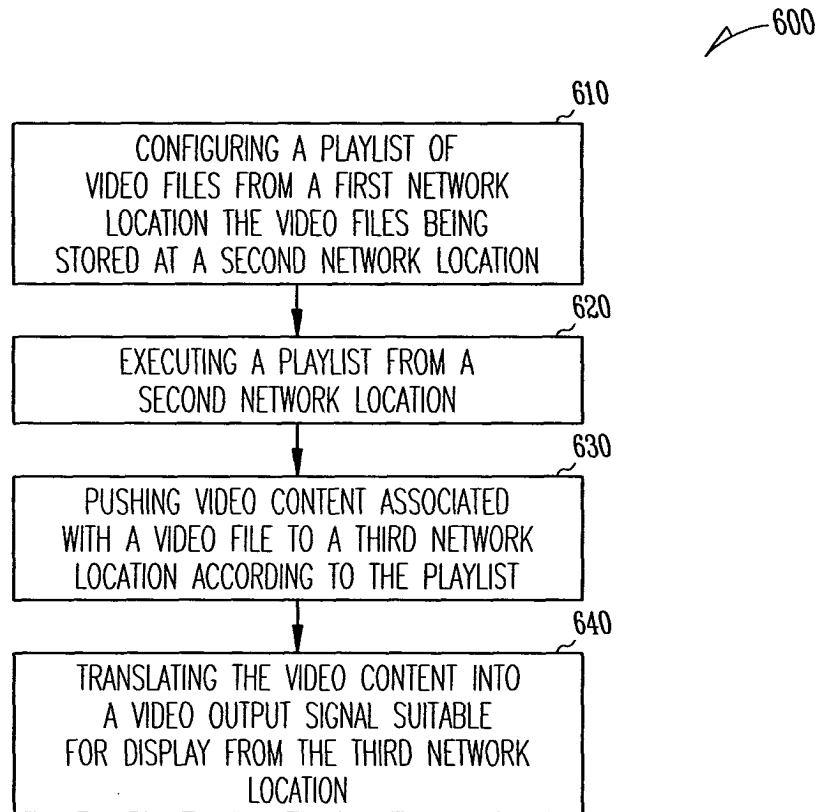 600
610
CONFIGURING A PLAYLIST OF
VIDEO FILES FROM A FIRST NETWORK
LOCATION THE VIDEO FILES BEING
STORED AT A SECOND NETWORK LOCATION
620
EXECUTING A PLAYLIST FROM A
SECOND NETWORK LOCATION
630
PUSHING VIDEO CONTENT ASSOCIATED
WITH A VIDEO FILE TO A THIRD NETWORK
LOCATION ACCORDING TO THE PLAYLIST
640
TRANSLATING THE VIDEO CONTENT INTO
A VIDEO OUTPUT SIGNAL SUITABLE
FOR DISPLAY FROM THE THIRD NETWORK
LOCATION